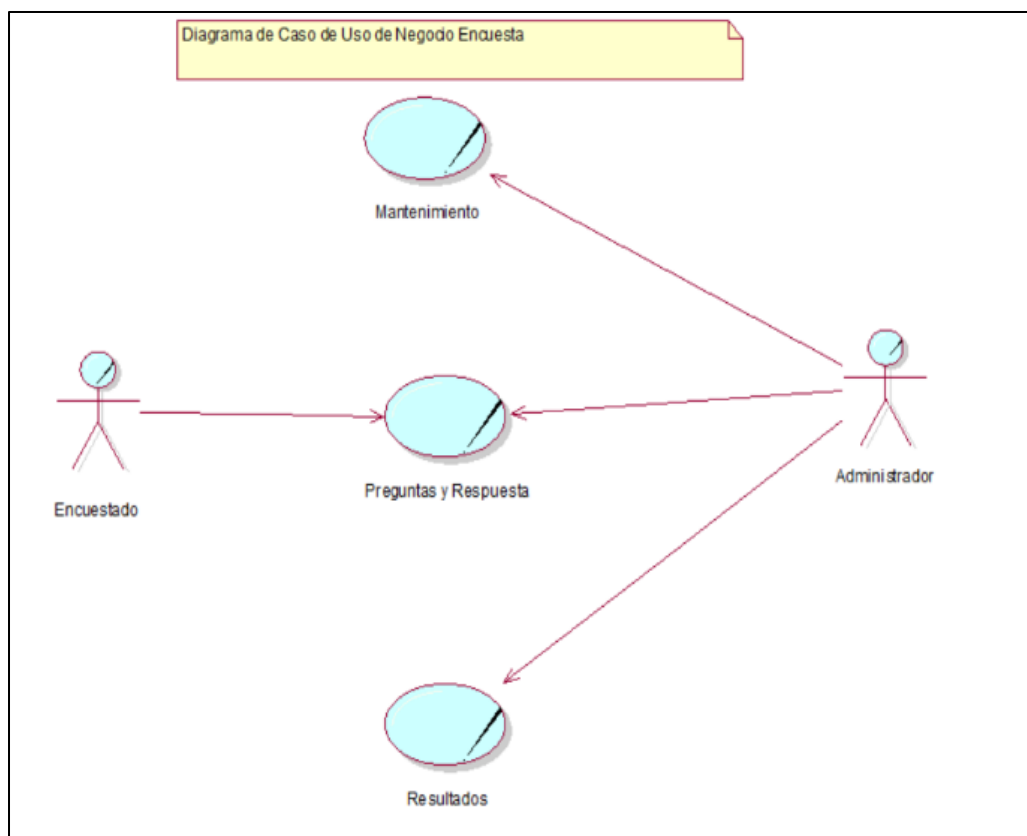 Diagrama de Caso de Uso de Negocio Encuesta
Mantenimiento
Encuestado
Preguntas y Respuesta
Administrador
Resultados